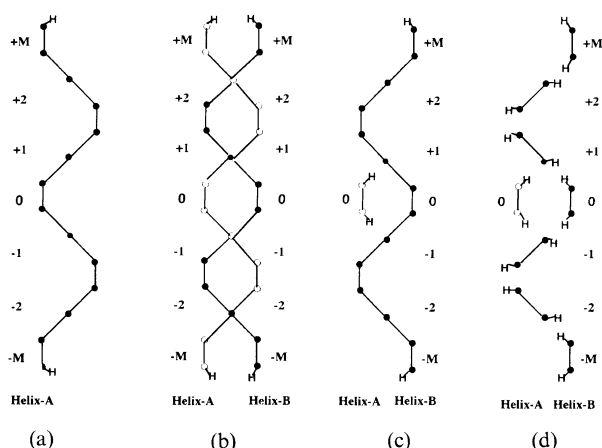 H
+M
+2
+1
0
-1
-2
-M
H
Helix-A
(a)
H H
+M +M
+2 +2
+1 +1
0 0
-1 -1
-2 -2
-M -M
H H
Helix-A Helix-B
(b)
H
+M
+2
+1
H
0 0
H
-1
-2
-M
H
Helix-A Helix-B
(c)
H
+M
H
H
+2
H
H
+1
H
H H
0 0
H H
H
-1
H
H
-2
H
H
-M
H
Helix-A Helix-B
(d)